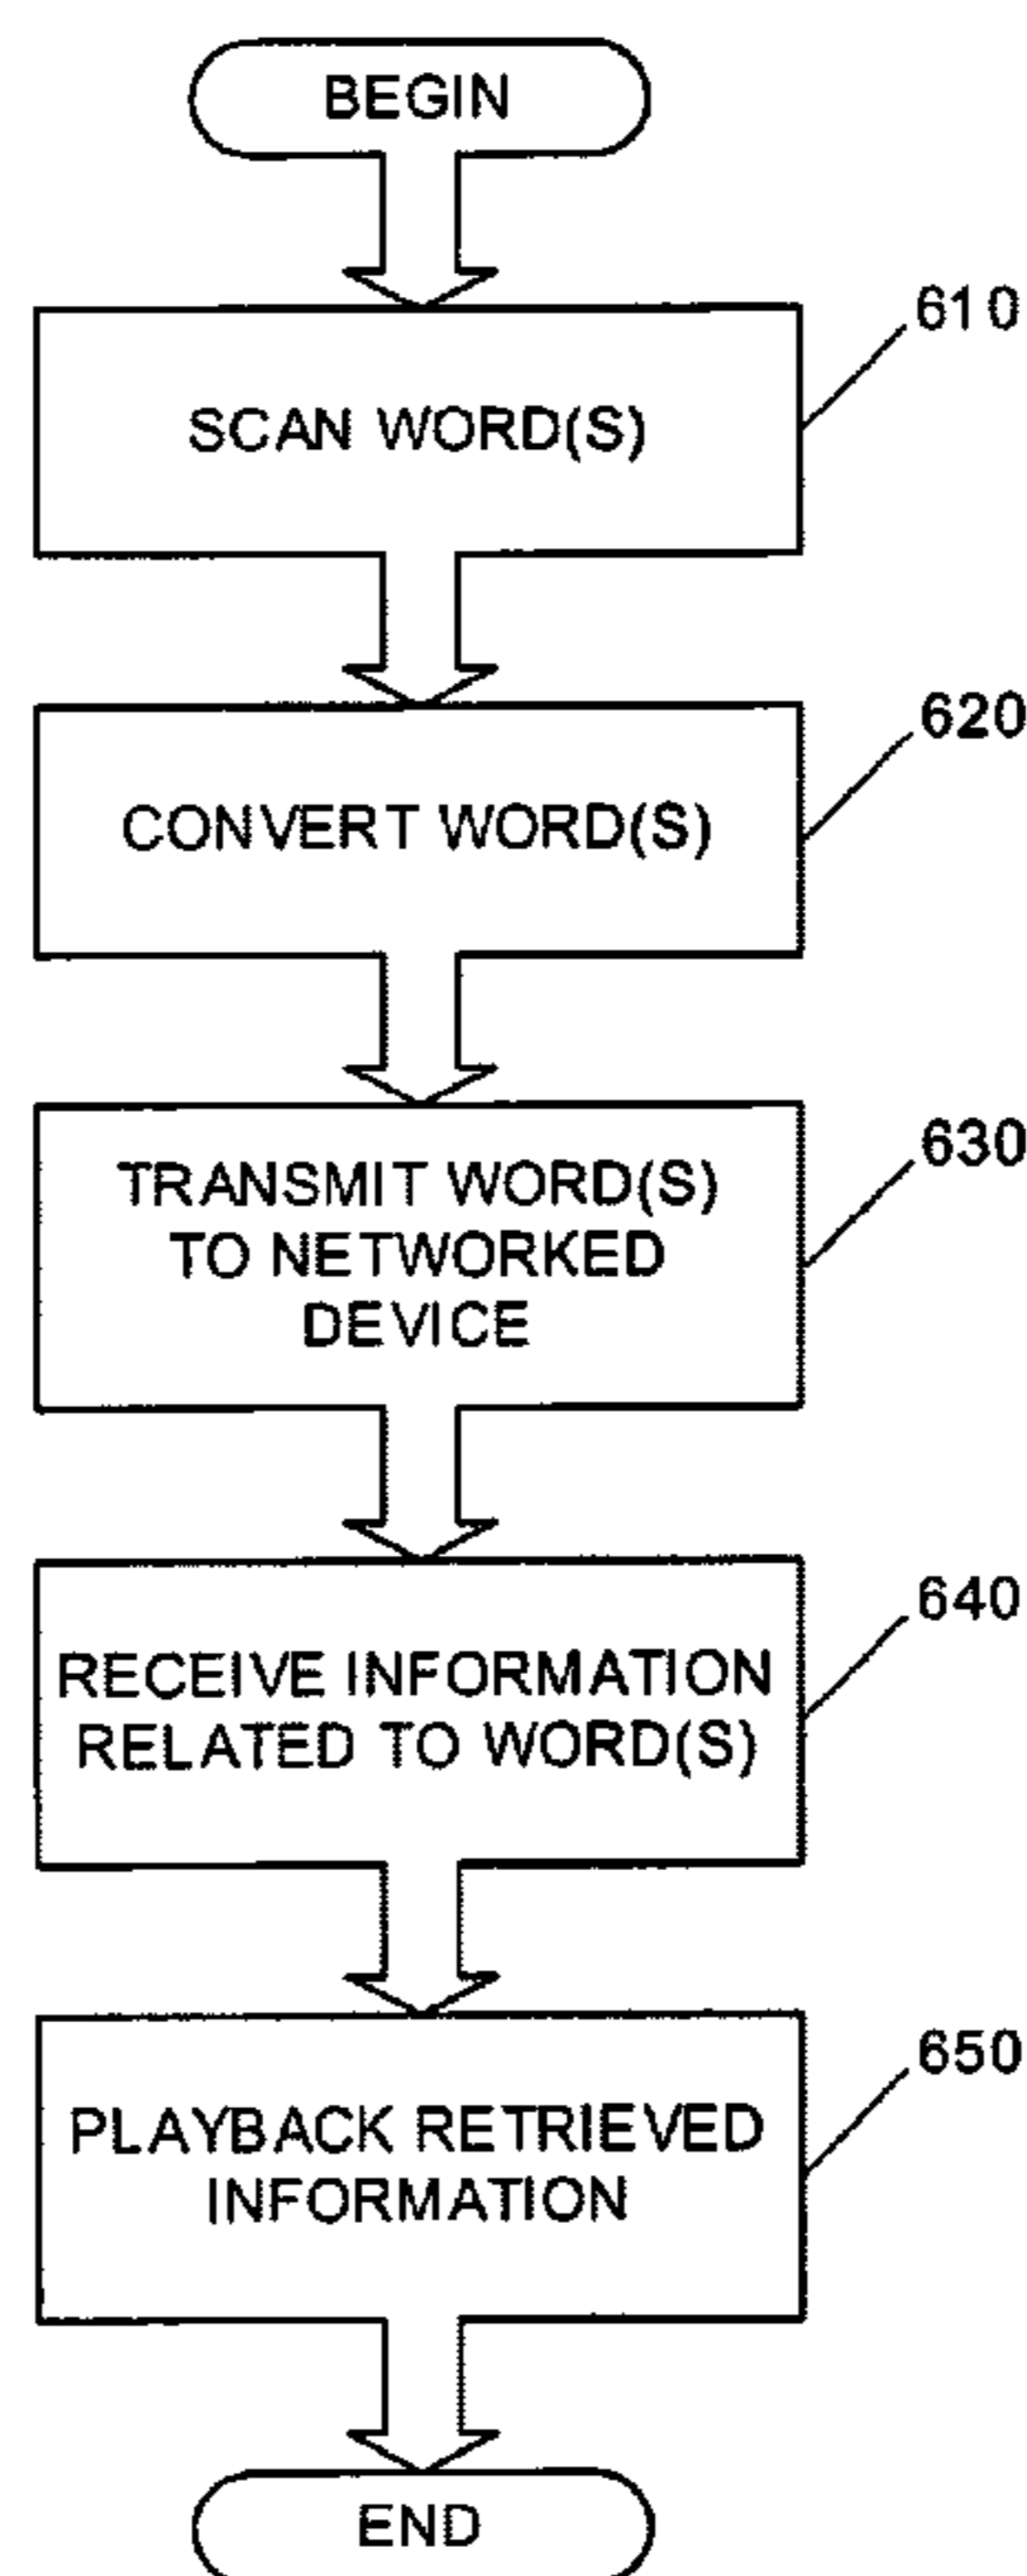 BEGIN
610
SCAN WORD(S)
620
CONVERT WORD(S)
630
TRANSMIT WORD(S)
TO NETWORKED
DEVICE
640
RECEIVE INFORMATION
RELATED TO WORD(S)
650
PLAYBACK RETRIEVED
INFORMATION
END